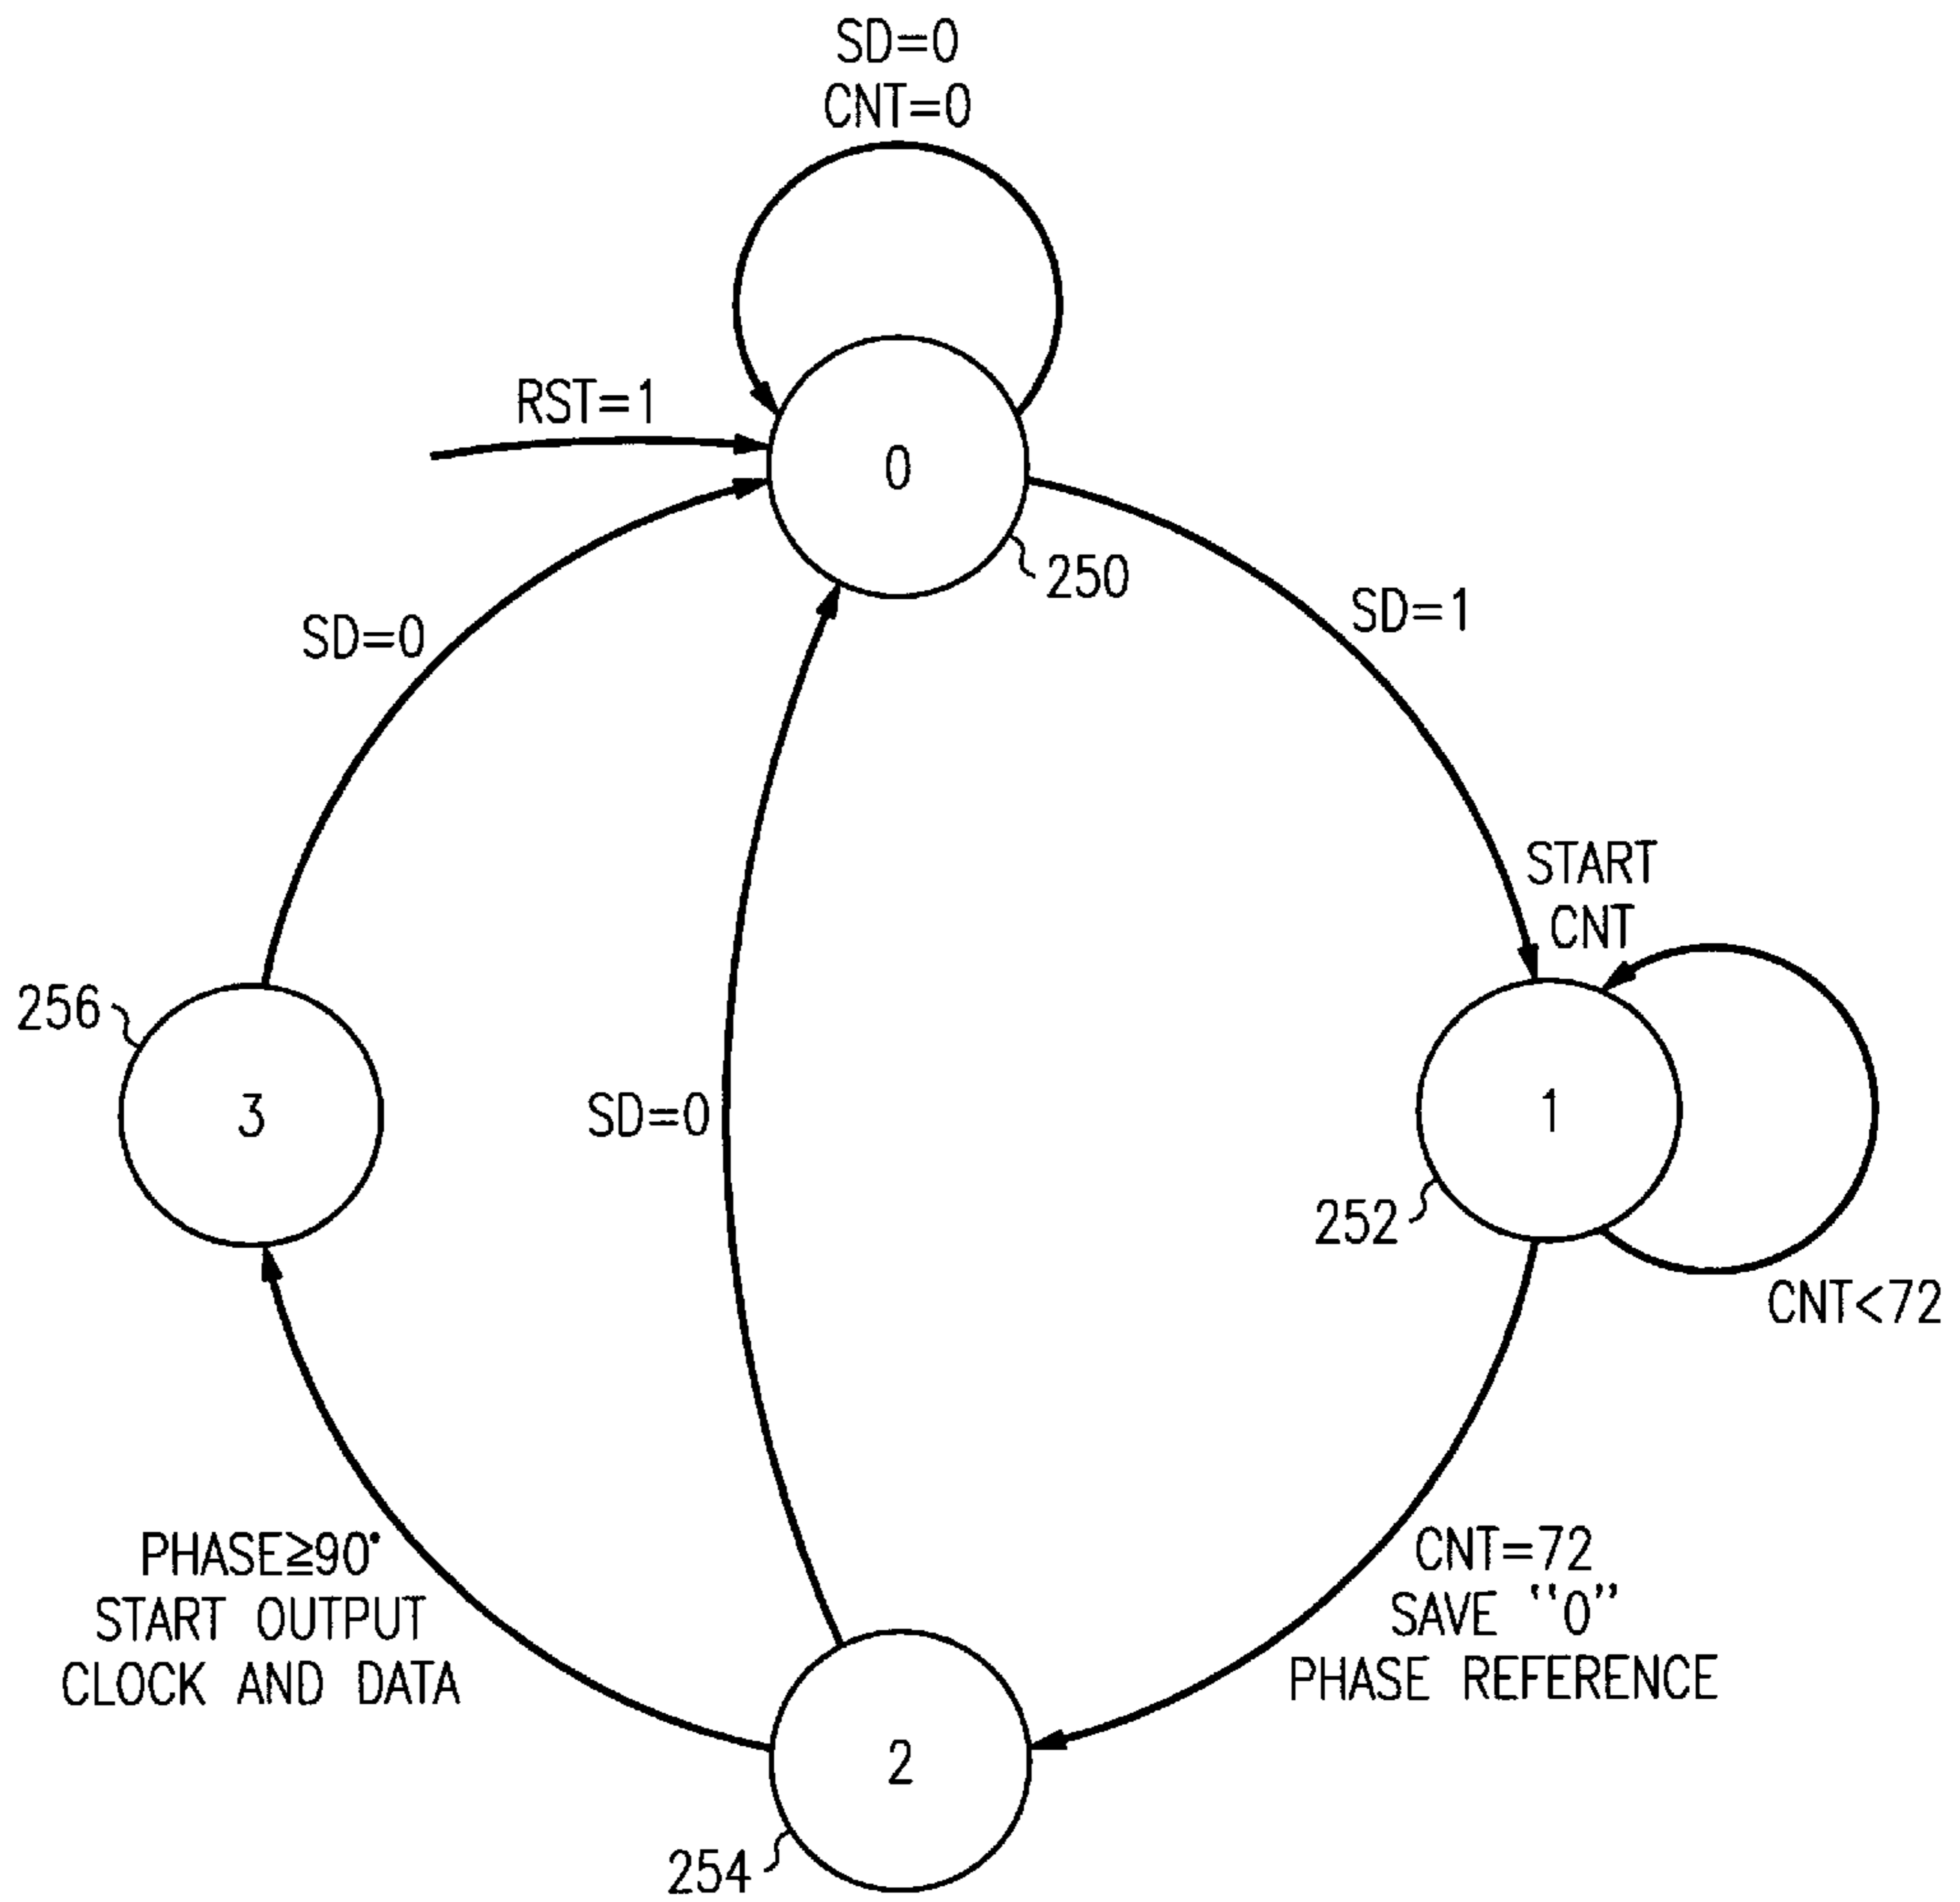 SD=0
CNT=0
RST=1
0
250
SD=1
SD=0
START
CNT
256
3
SD=0
1
252
CNT<72
PHASE≧90°
START OUTPUT
CLOCK AND DATA
CNT=72
SAVE "0"
PHASE REFERENCE
2
254